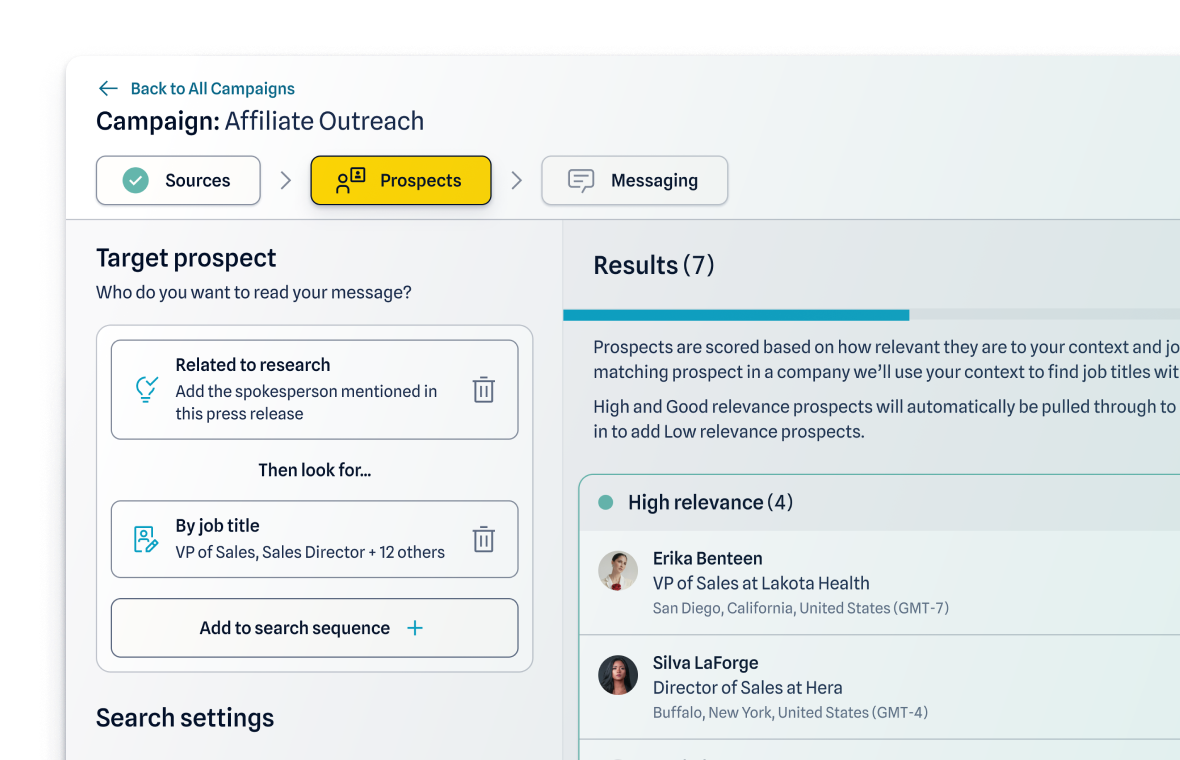 Back to All Campaigns
Campaign: Affiliate Outreach
Sources
Prospects
Messaging
Target prospect
Who do you want to read your message?
Related to research
Add the spokesperson mentioned in
this press release
Then look for...
By job title
VP of Sales, Sales Director + 12 others
Add to search sequence
Search settings
Results (7)
Prospects are scored based on how relevant they are to your context and jo
matching prospect in a company we’ll use your context to find job titles wit
High and Good relevance prospects will automatically be pulled through to
in to add Low relevance prospects.
High relevance (4)
Erika Benteen
VP of Sales at Lakota Health
San Diego, California, United States (GMT-7)
Silva LaForge
Director of Sales at Hera
Buffalo, New York, United States (GMT-4)